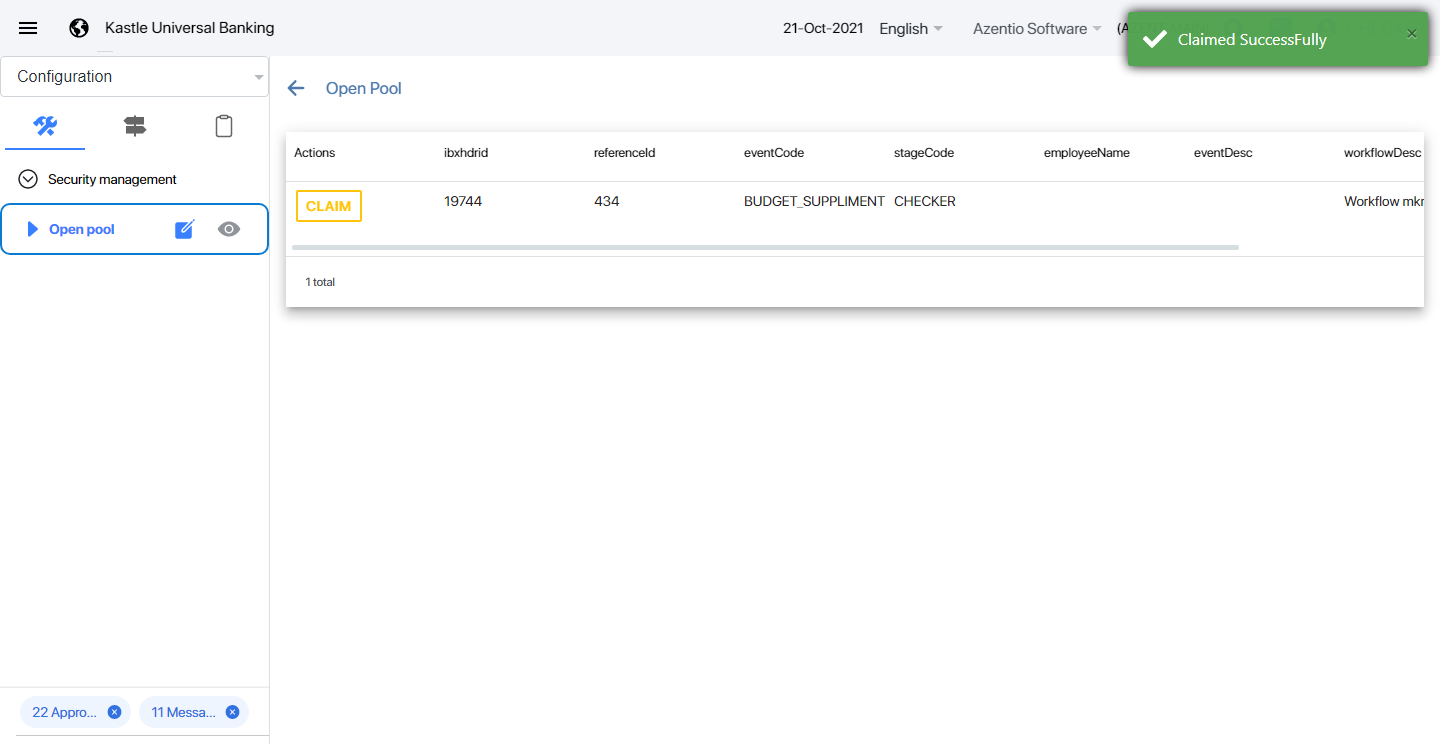 Kastle Universal Banking
21-Oct-2021
English
Azentio Software
Claimed SuccessFully
Configuration
Open Pool
Security management
Open pool
Actions ibxhdrid referenceId eventCode stageCode employeeName eventDesc workflowDesc
CLAIM 19744 434 BUDGET_SUPPLIMENT CHECKER Workflow mkr
1 total
22 Appro...
11 Messa...